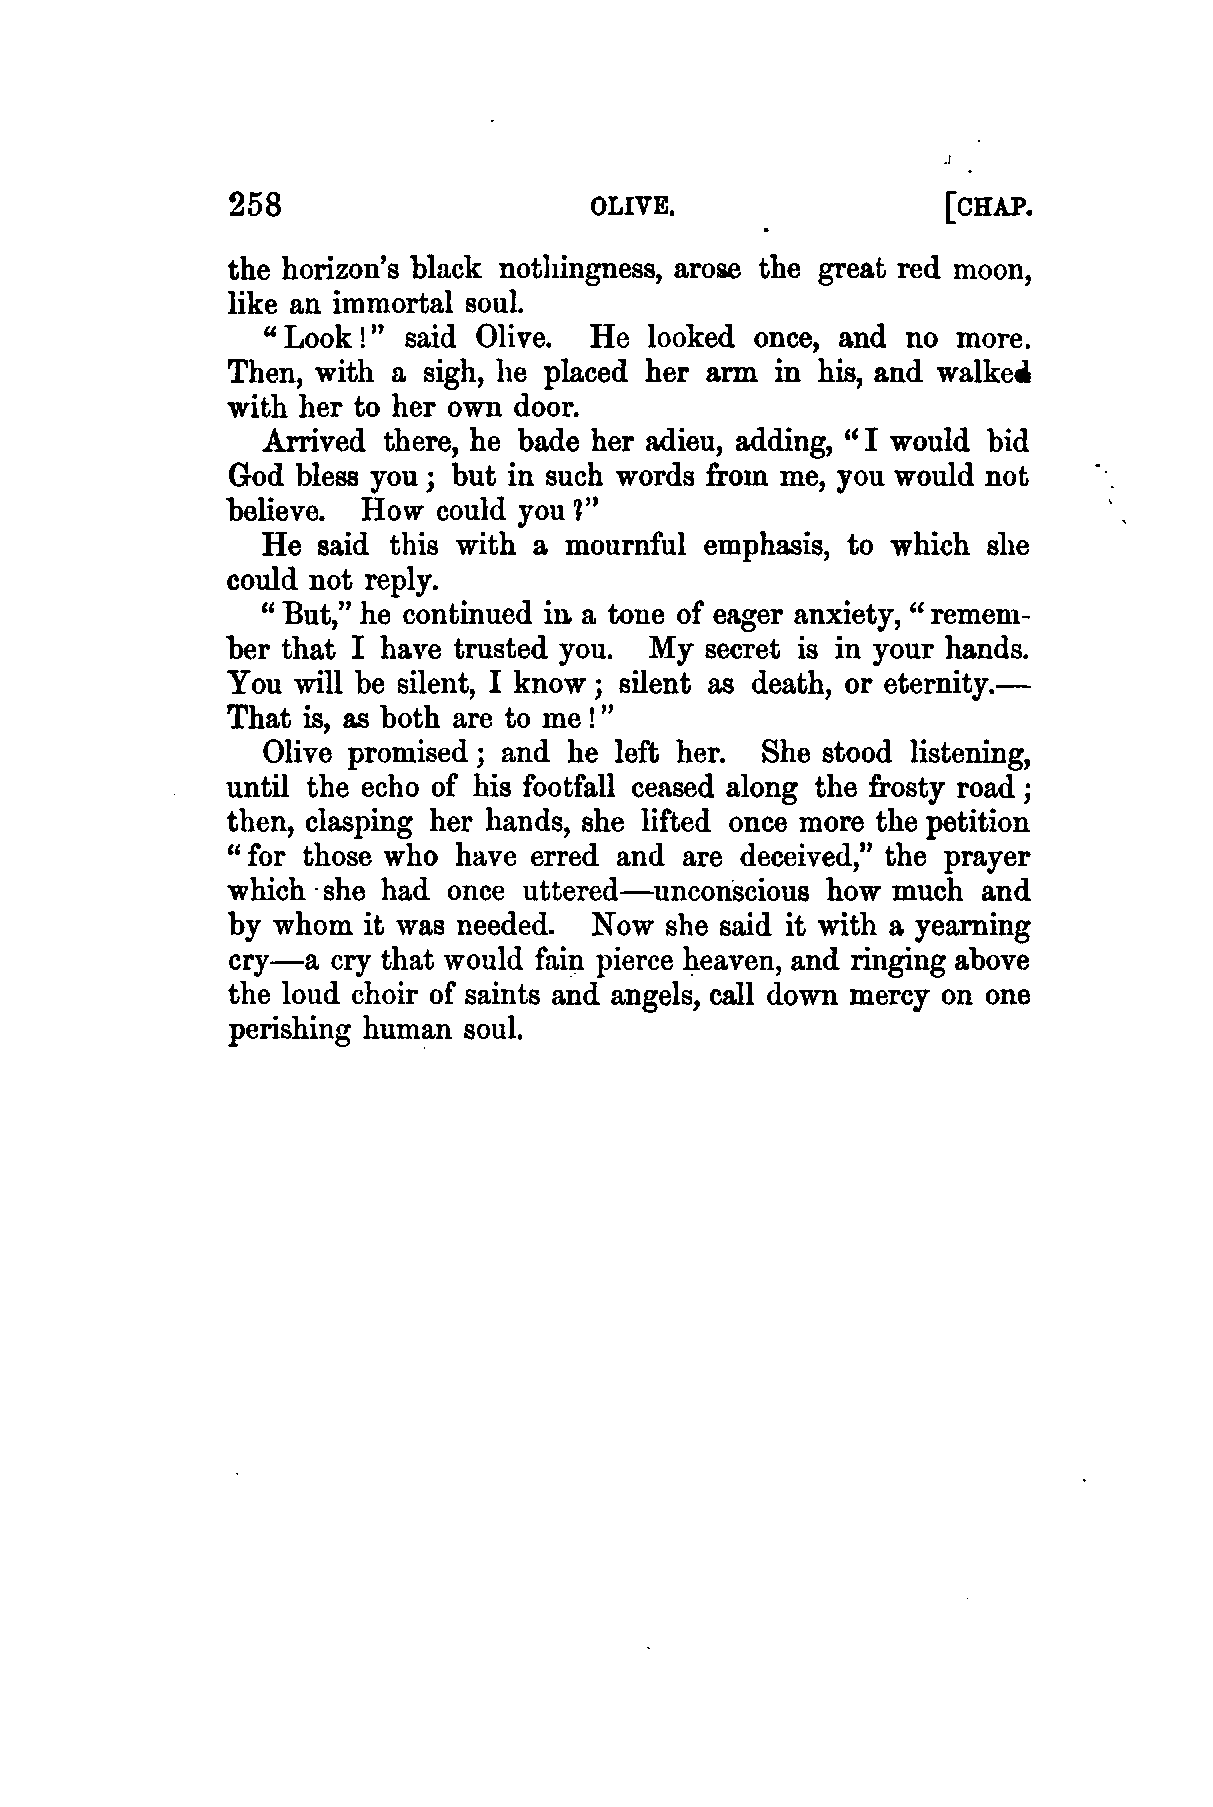 258 OLIVE. [CHAP.
the horizon's black nothingness, arose the great red moon,
like an immortal soul.
"Look!" said Olive. He looked once, and no more.
Then, with a sigh, he placed her arm in his, and walked
with her to her own door.
Arrived there, he bade her adieu, adding, "I would bid
God bless you; but in such words from me, you would not
believe. How could you?"
He said this with a mournful emphasis, to which she
could not reply.
"But," he continued in a tone of eager anxiety, "remem-
ber that I have trusted you. My secret is in your hands.
You will be silent, I know; silent as death, or eternity.—
That is, as both are to me!"
Olive promised; and he left her. She stood listening,
until the echo of his footfall ceased along the frosty road;
then, clasping her hands, she lifted once more the petition
"for those who have erred and are deceived," the prayer
which she had once uttered—unconscious how much and
by whom it was needed. Now she said it with a yearning
cry—a cry that would fain pierce heaven, and ringing above
the loud choir of saints and angels, call down mercy on one
perishing human soul.